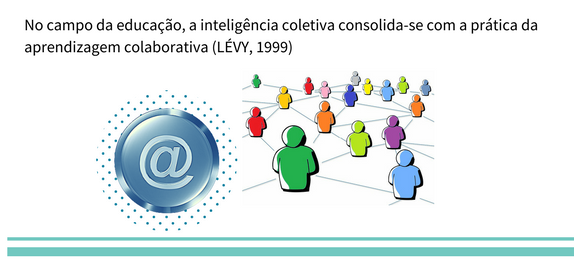 No campo da educação, a inteligência coletiva consolida-se com a prática da
aprendizagem colaborativa (LÉVY, 1999)
@